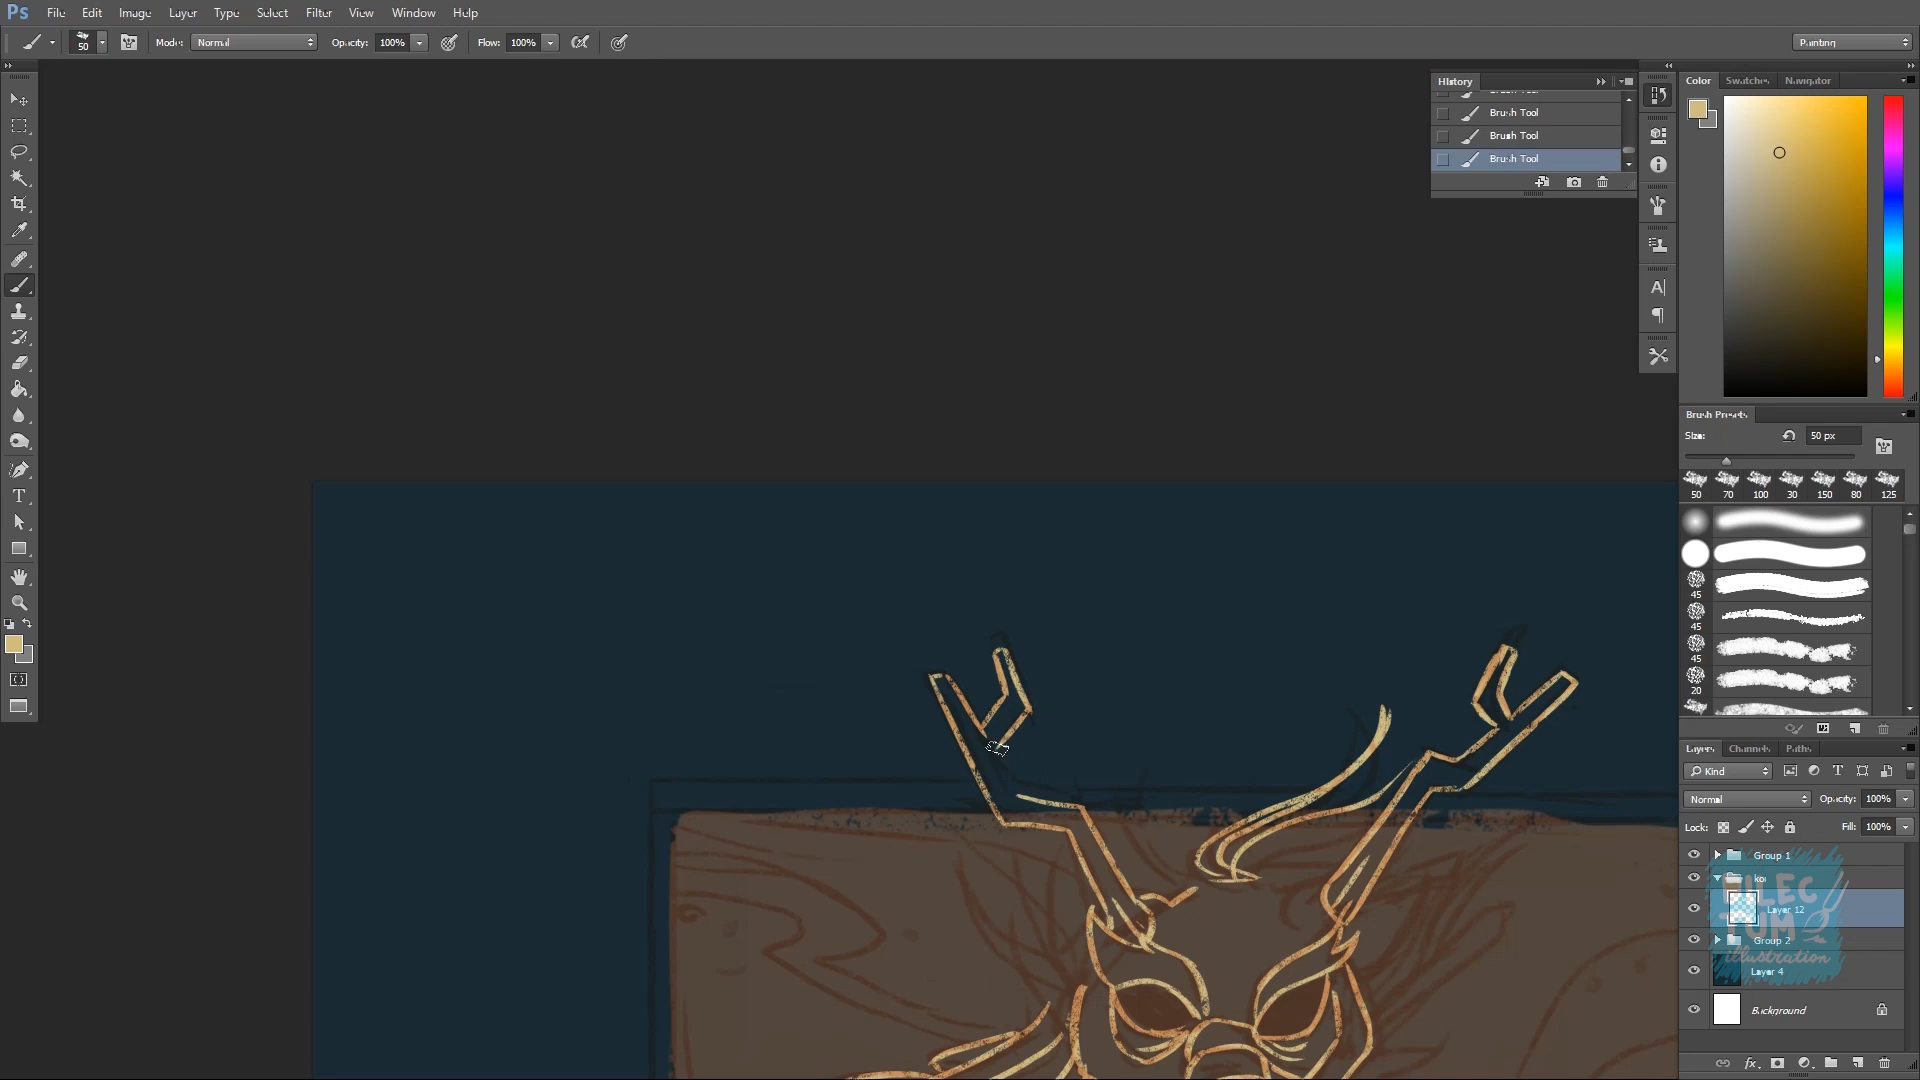 Ps File Edit Image Layer Type Select Filter View Window Help
50 Mode: Normal Opacity: 100% Flow: 100% Painting
History
Brush Tool
Brush Tool
Brush Tool
Color Swatches Navigator
Brush Presets
Size: 50 px
50 70 100 30 150 80 125
45
45
45
20
Layers Channels Paths
Kind
Normal Opacity: 100%
Lock: Fill: 100%
Group 1
Layer 12
Group 2
Layer 4
Background
illustration